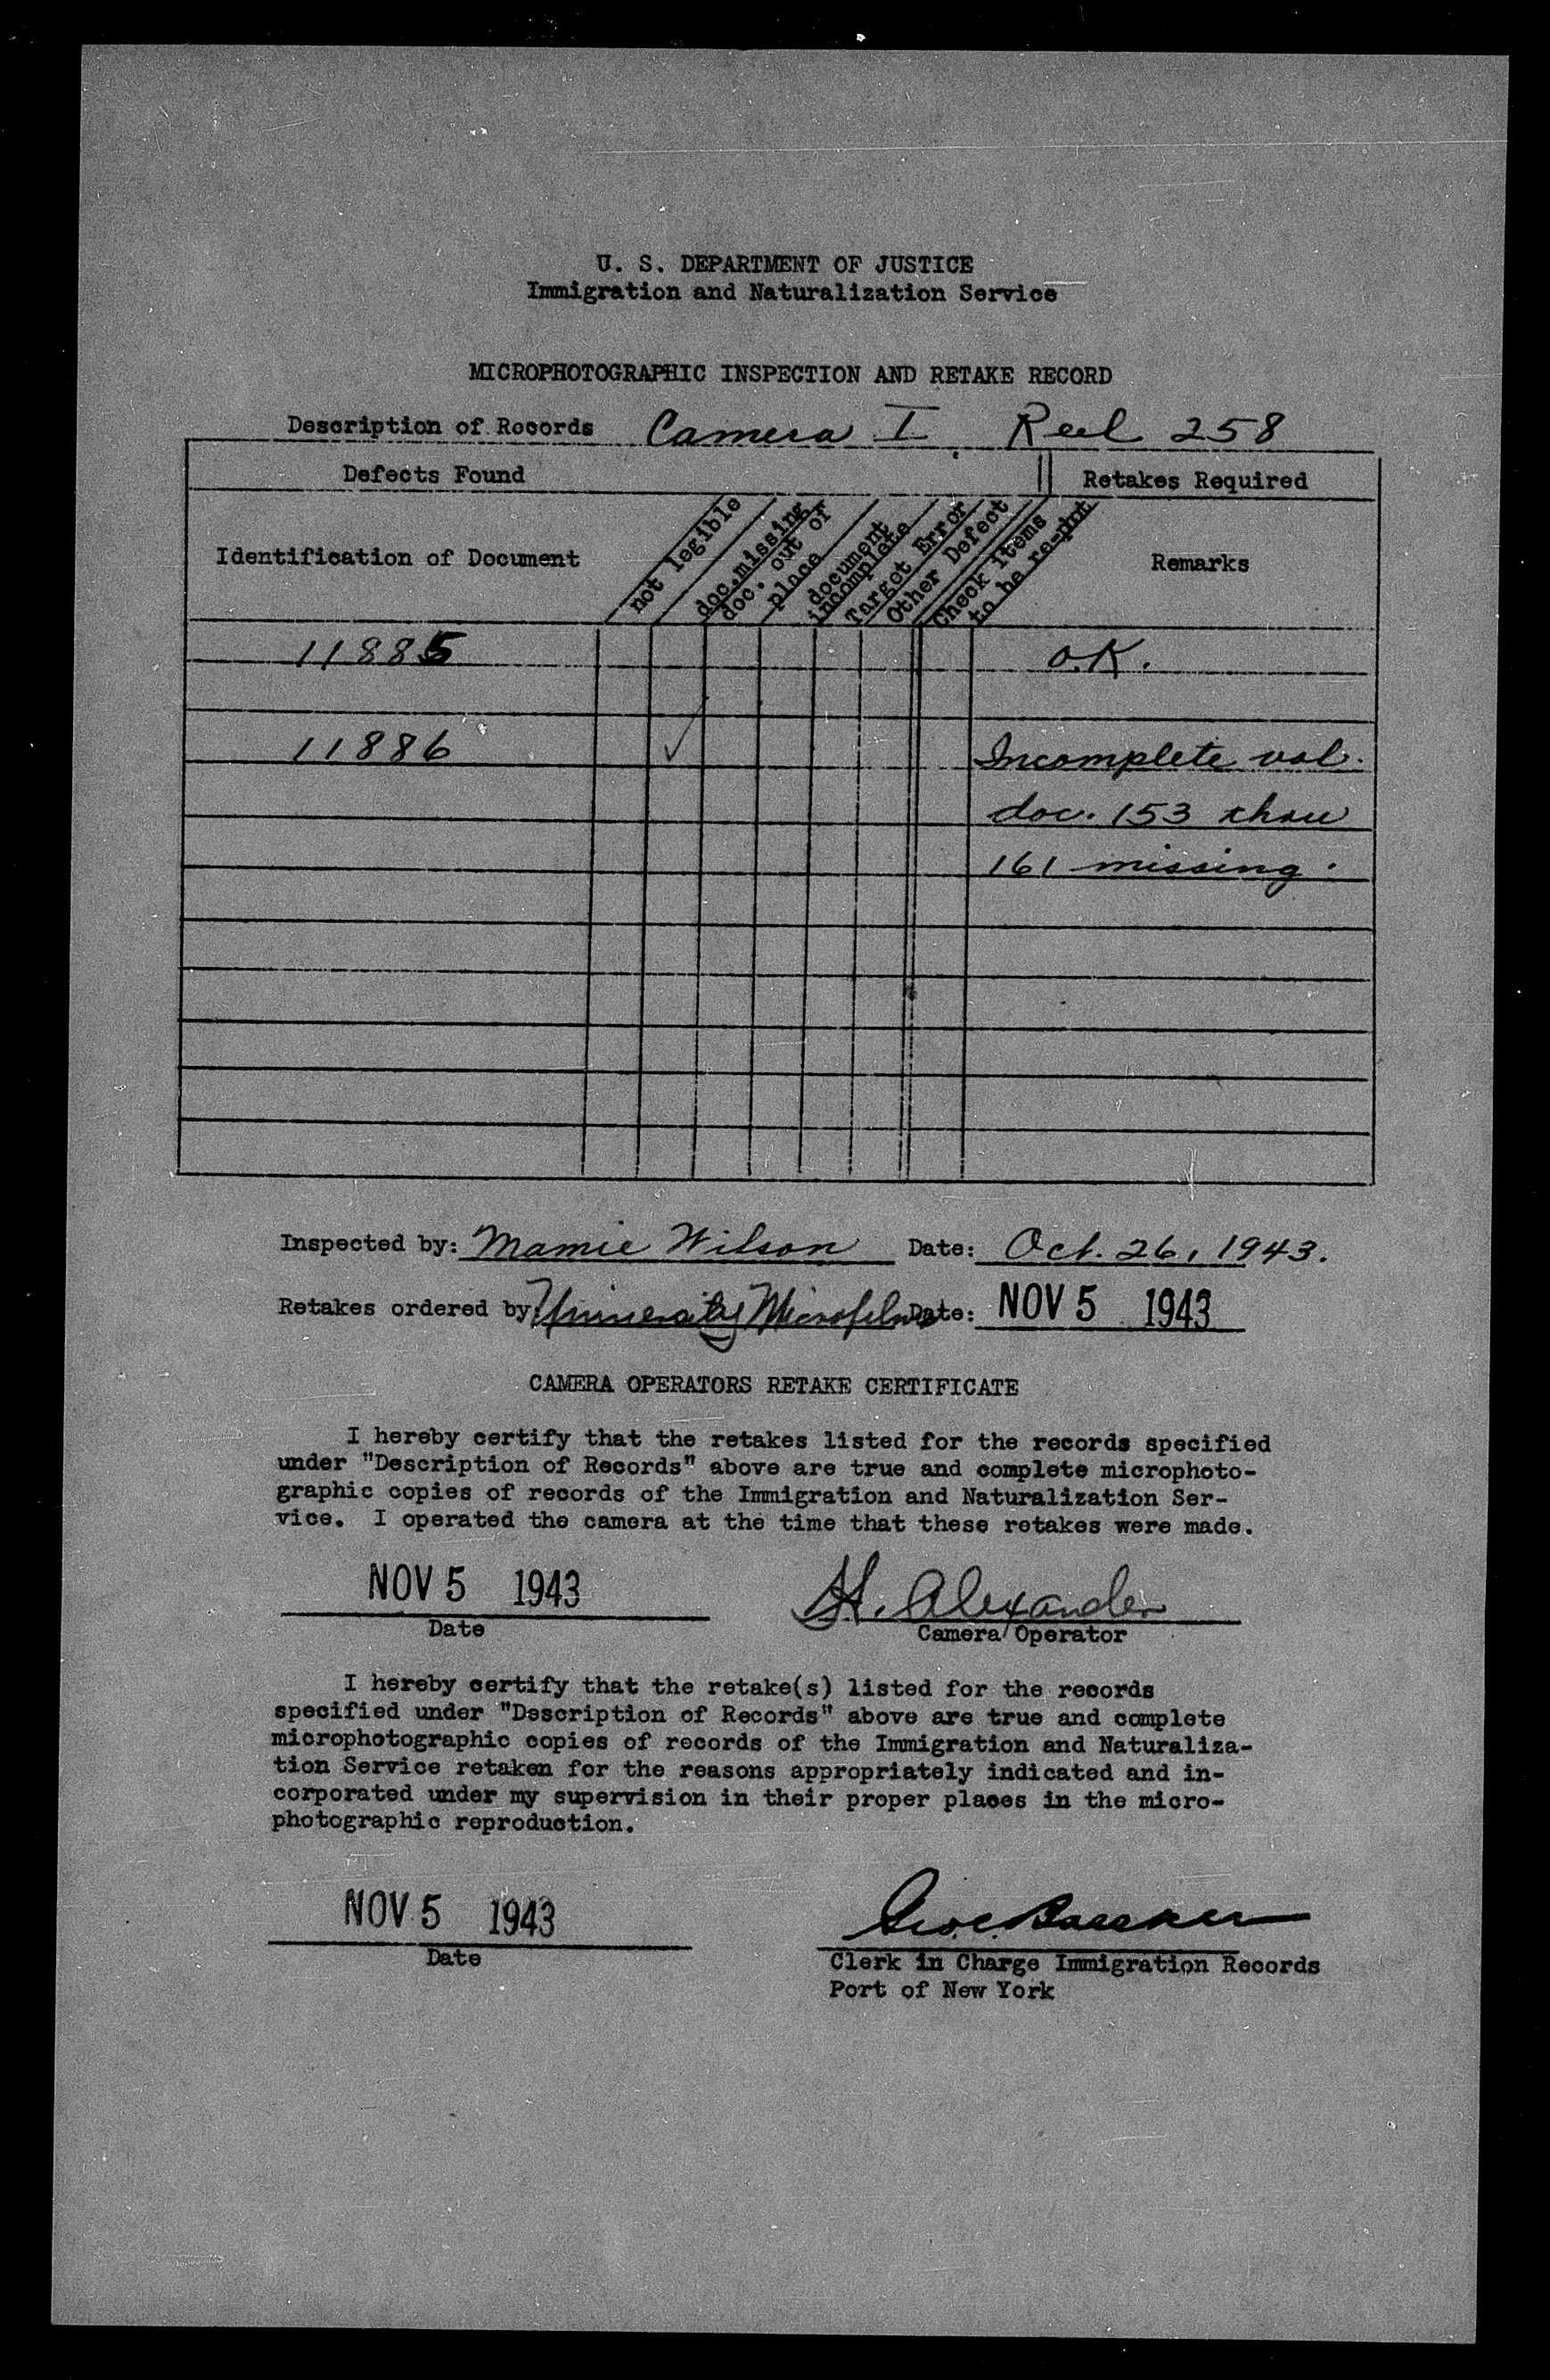 U. S. DEPARTMENT OF JUSTICE
Immigration and Naturalization Service
MICROPHOTOGRAPHIC INSPECTION AND RETAKE RECORD
Description of Records Camera I Reel 258
Defects Found Retakes Required
Identification of Document
not legible
doc. missing
doc. out of
place
document
incomplete
Target Error
Other Defect
Check items
to be re-pht
Remarks
11885 O.K.
11886 ✓ Incomplete vol.
doc. 153 thru
161 missing.
Inspected by: Mamie Wilson Date: Oct. 26, 1943.
Retakes ordered by: University Microfilms Date: NOV 5 1943
CAMERA OPERATORS RETAKE CERTIFICATE
I hereby certify that the retakes listed for the records specified
under "Description of Records" above are true and complete microphoto-
graphic copies of records of the Immigration and Naturalization Ser-
vice. I operated the camera at the time that these retakes were made.
NOV 5 1943 H. Alexander
Date Camera Operator
I hereby certify that the retake(s) listed for the records
specified under "Description of Records" above are true and complete
microphotographic copies of records of the Immigration and Naturaliza-
tion Service retaken for the reasons appropriately indicated and in-
corporated under my supervision in their proper places in the micro-
photographic reproduction.
NOV 5 1943
Date Clerk in Charge Immigration Records
Port of New York